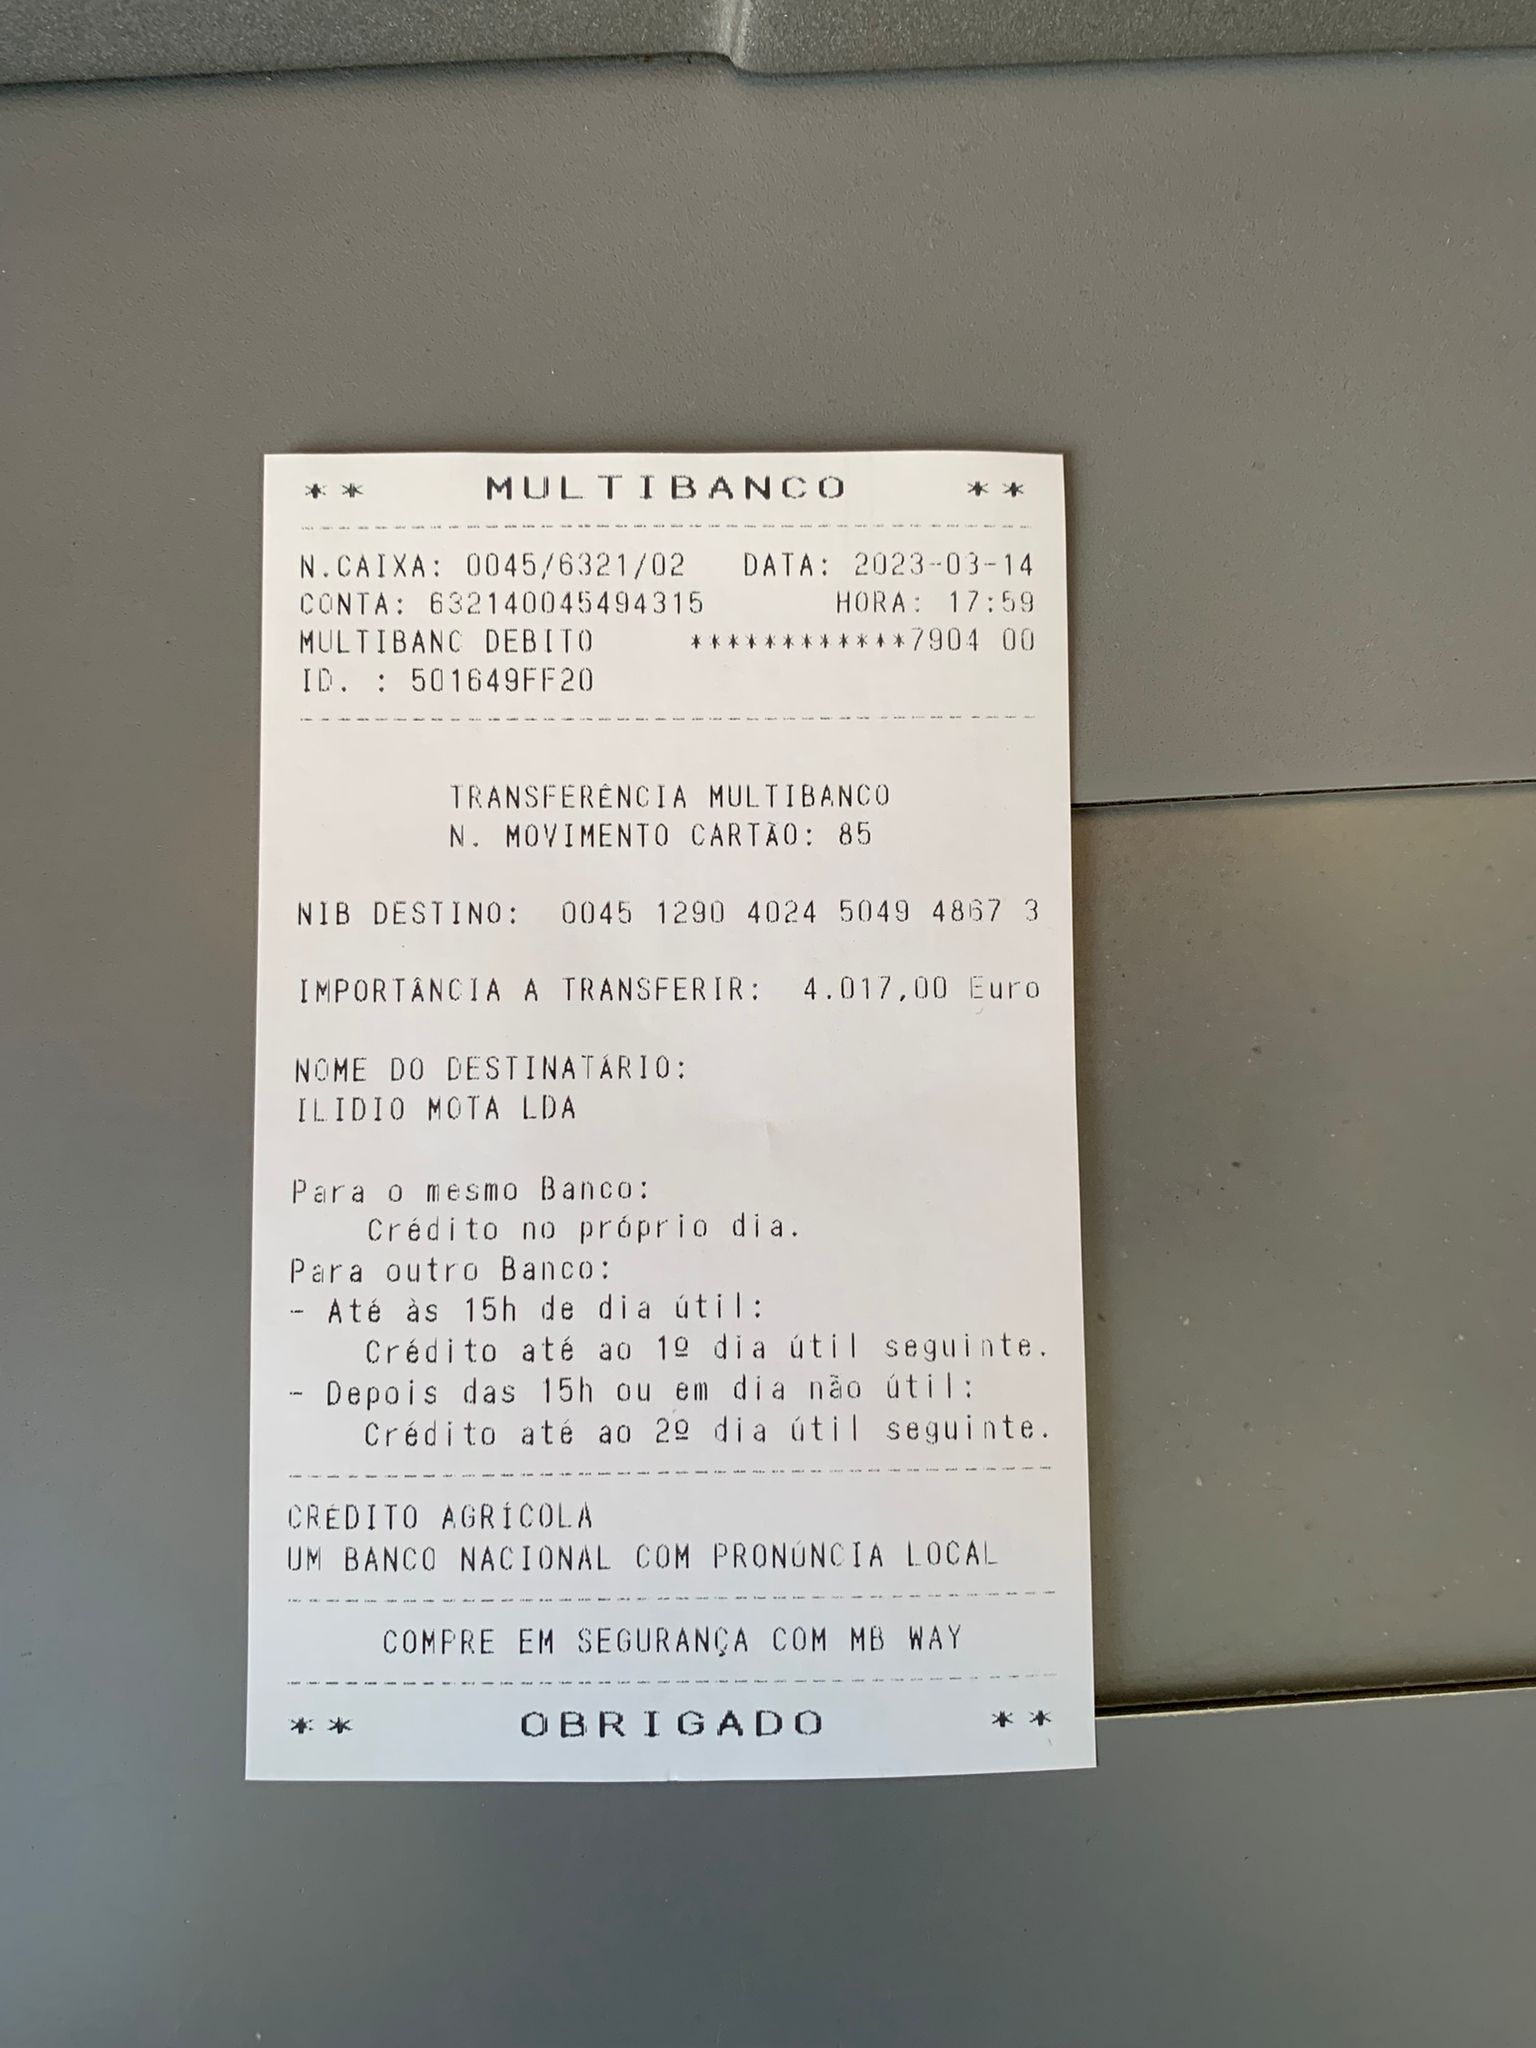 ** MULTIBANCO **
N.CAIXA: 0045/6321/02 DATA: 2023-03-14
CONTA: 632140045494315 HORA: 17:59
MULTIBANC DEBITO ************7904 00
ID. : 501649FF20
TRANSFERÊNCIA MULTIBANCO
N. MOVIMENTO CARTÃO: 85
NIB DESTINO: 0045 1290 4024 5049 4867 3
IMPORTÂNCIA A TRANSFERIR: 4.017,00 Euro
NOME DO DESTINATÁRIO:
ILIDIO MOTA LDA
Para o mesmo Banco:
Crédito no próprio dia.
Para outro Banco:
- Até às 15h de dia útil:
Crédito até ao 1º dia útil seguinte.
- Depois das 15h ou em dia não útil:
Crédito até ao 2º dia útil seguinte.
CRÉDITO AGRÍCOLA
UM BANCO NACIONAL COM PRONÚNCIA LOCAL
COMPRE EM SEGURANÇA COM MB WAY
** OBRIGADO **